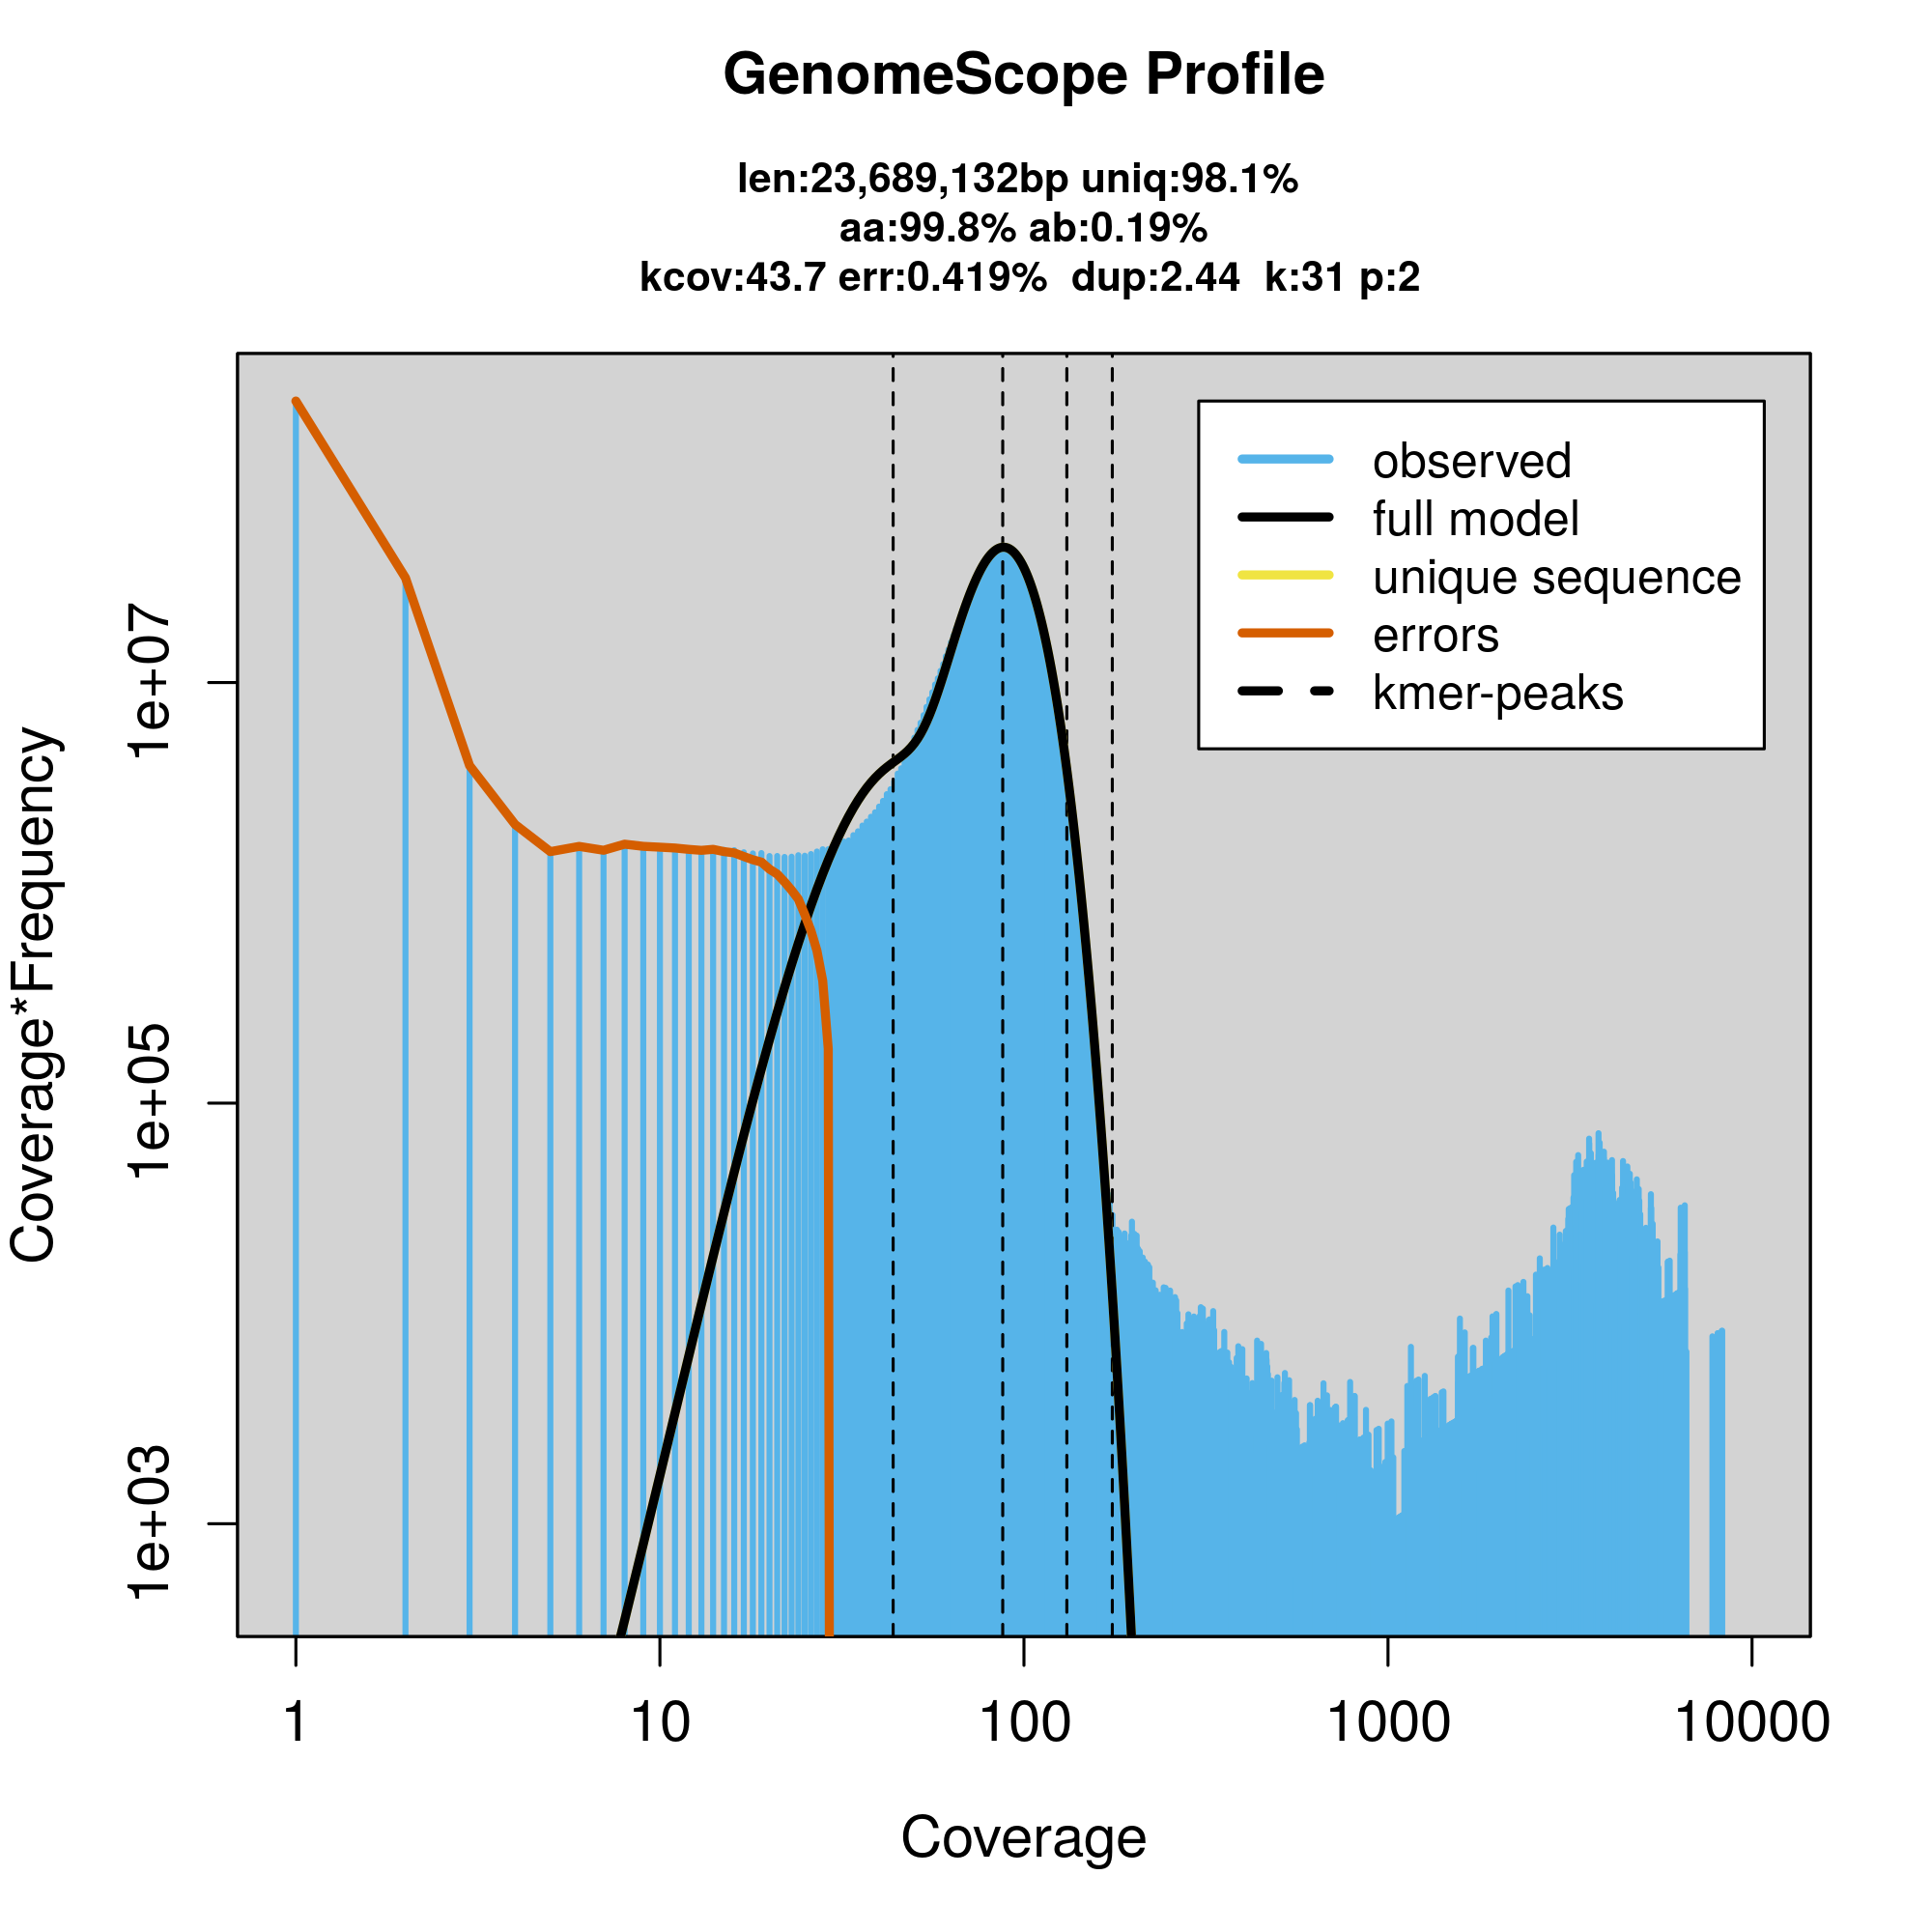 GenomeScope Profile
len:23,689,132bp uniq:98.1%
aa:99.8% ab:0.19%
kcov:43.7 err:0.419% dup:2.44 k:31 p:2
observed
full model
unique sequence
errors
kmer-peaks
Coverage*Frequency
1e+07
1e+05
1e+03
1 10 100 1000 10000
Coverage